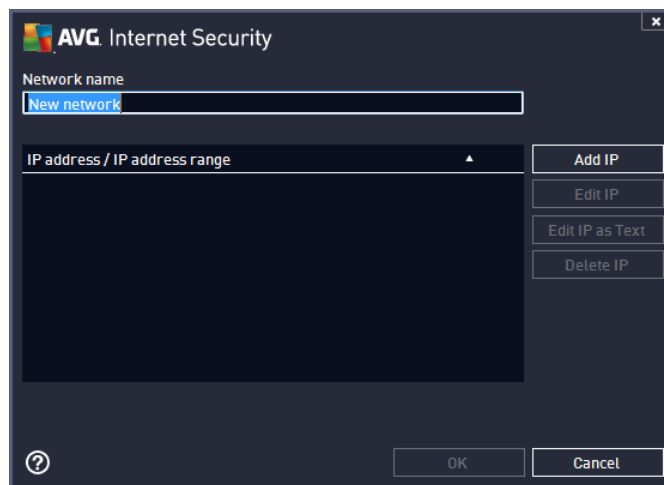 AVG. Internet Security
Network name
New network
IP address / IP address range
Add IP
Edit IP
Edit IP as Text
Delete IP
OK
Cancel